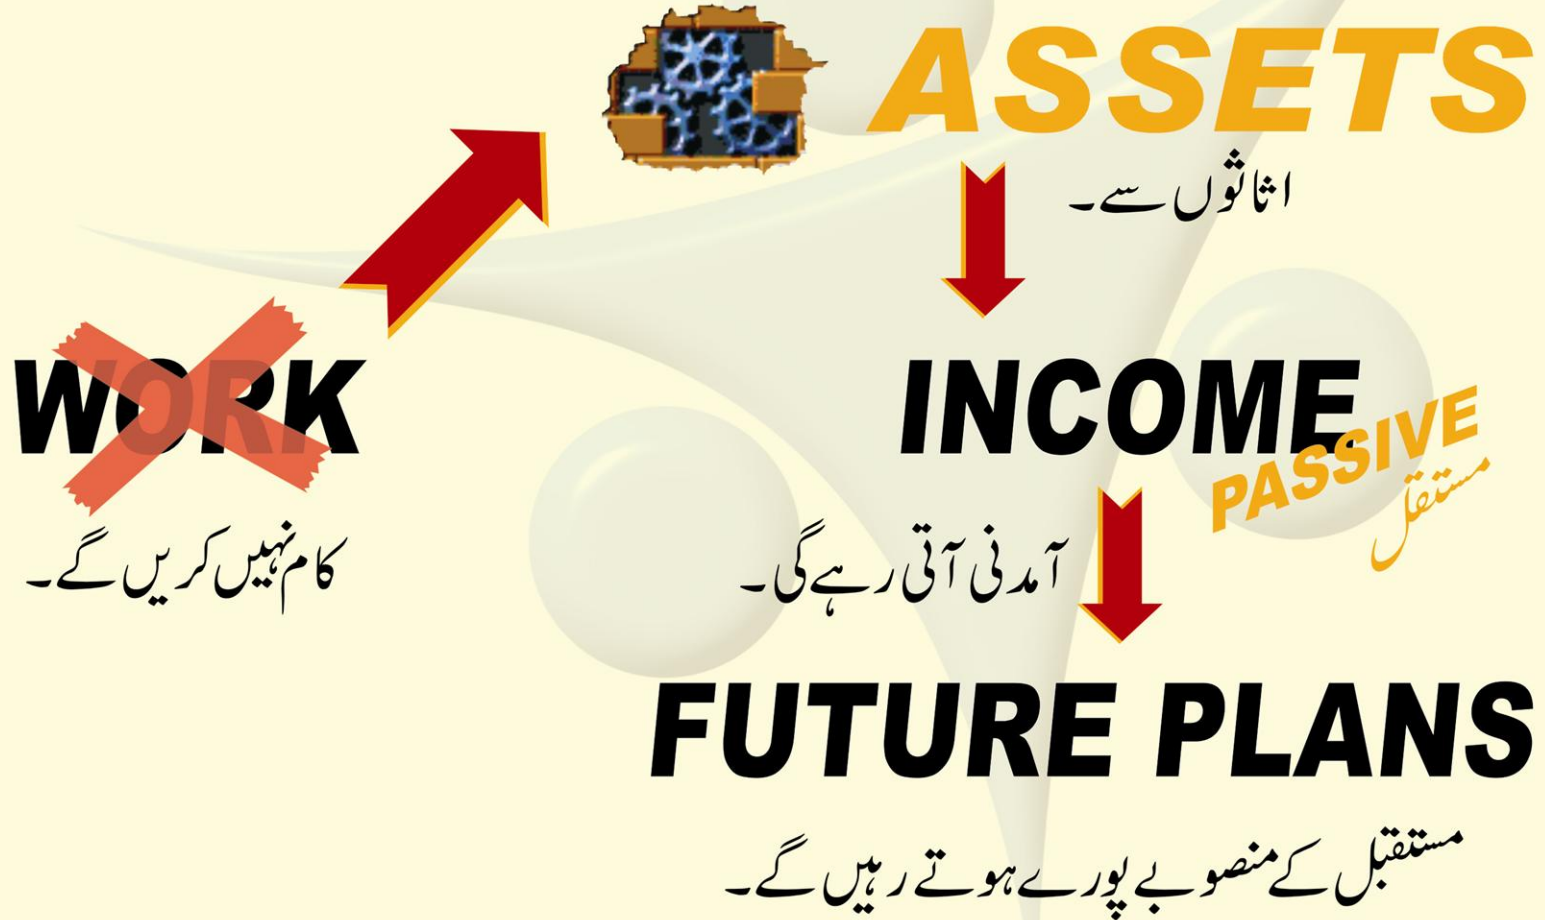 ASSETS
اثاثوں سے۔
WORK
کام نہیں کریں گے۔
INCOME
PASSIVE
مستقل
آمدنی آتی رہے گی۔
FUTURE PLANS
مستقبل کے منصوبے پورے ہوتے رہیں گے۔